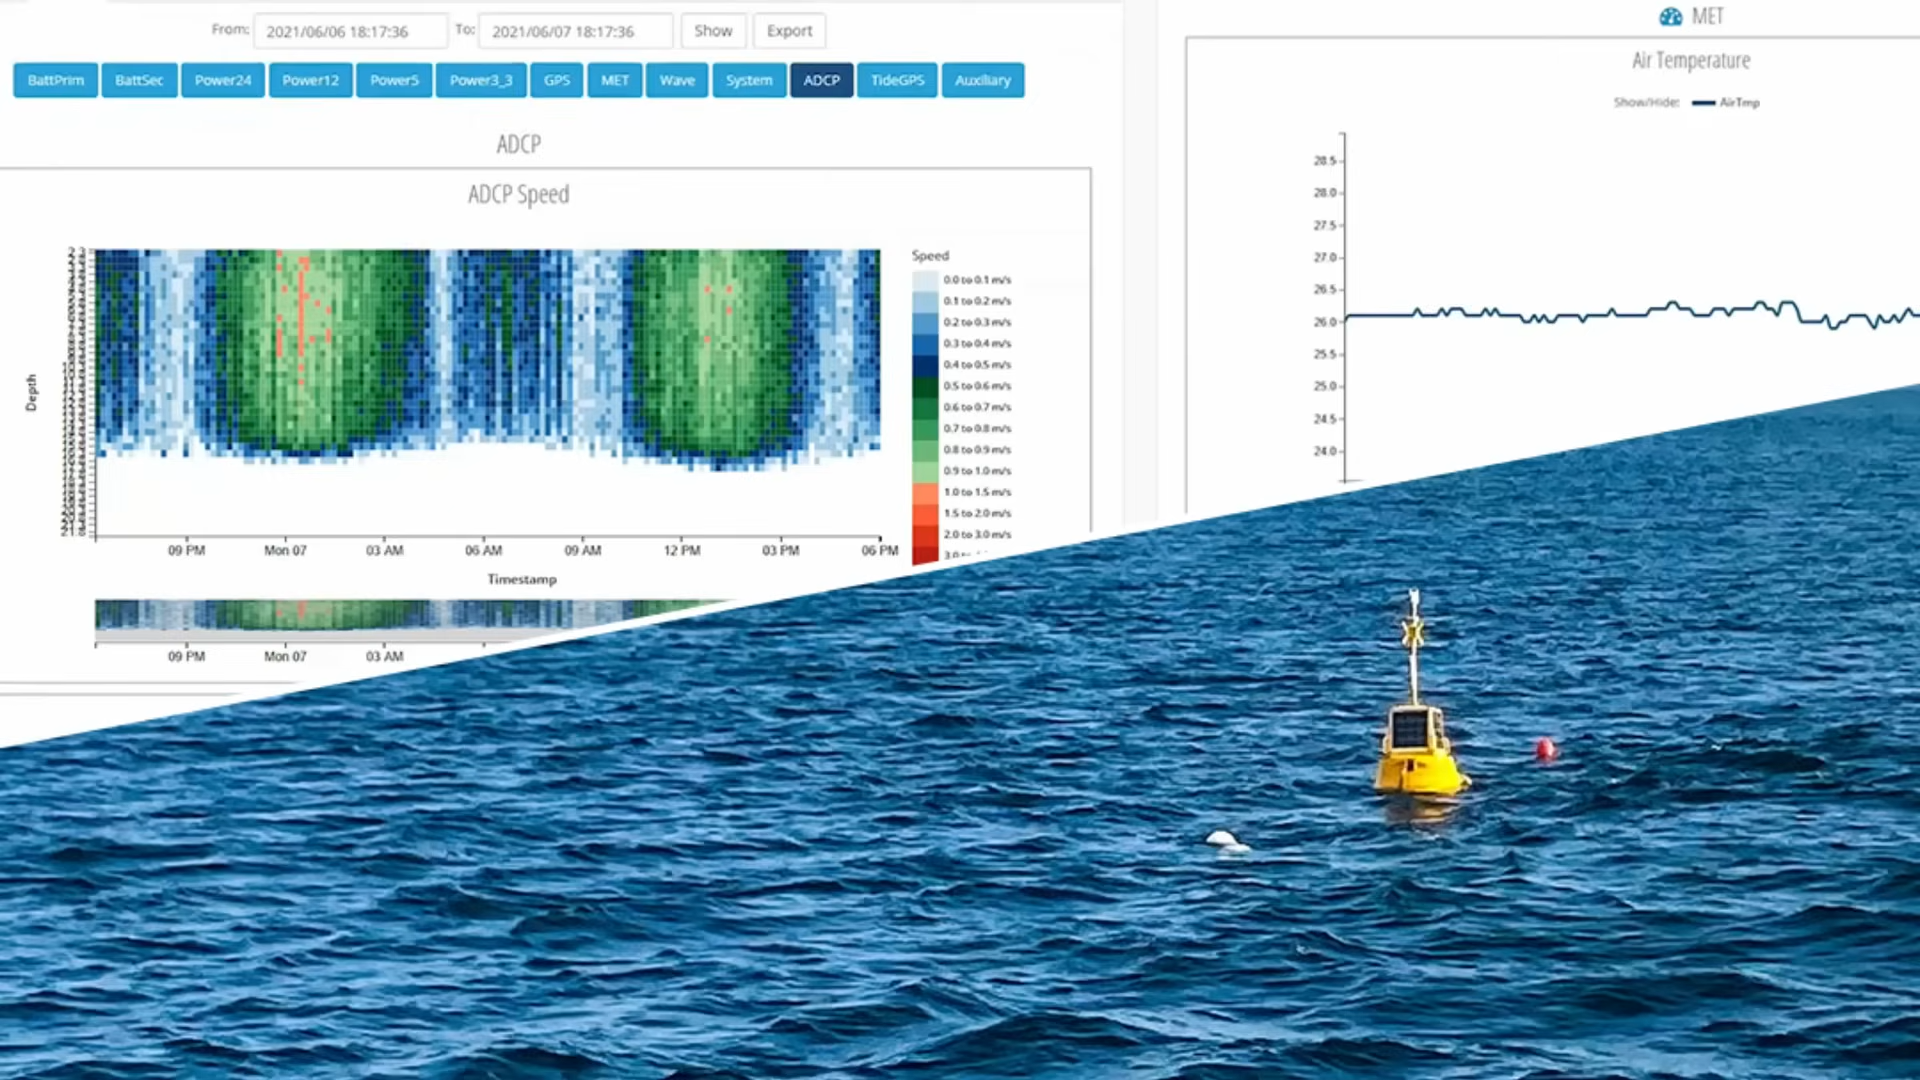 From: 2021/06/06 18:17:36 To: 2021/06/07 18:17:36 Show Export
BattPrim BattSec Power24 Power12 Power5 Power3_3 GPS MET Wave System ADCP TideGPS Auxiliary
ADCP
ADCP Speed
Depth
Speed
0.0 to 0.1 m/s
0.1 to 0.2 m/s
0.2 to 0.3 m/s
0.3 to 0.4 m/s
0.4 to 0.5 m/s
0.5 to 0.6 m/s
0.6 to 0.7 m/s
0.7 to 0.8 m/s
0.8 to 0.9 m/s
0.9 to 1.0 m/s
1.0 to 1.5 m/s
1.5 to 2.0 m/s
2.0 to 3.0 m/s
09 PM Mon 07 03 AM 06 AM 09 AM 12 PM 03 PM 06 PM
Timestamp
09 PM Mon 07 03 AM
MET
Air Temperature
Show/Hide: AirTmp
28.5
28.0
27.5
27.0
26.5
26.0
25.5
25.0
24.5
24.0